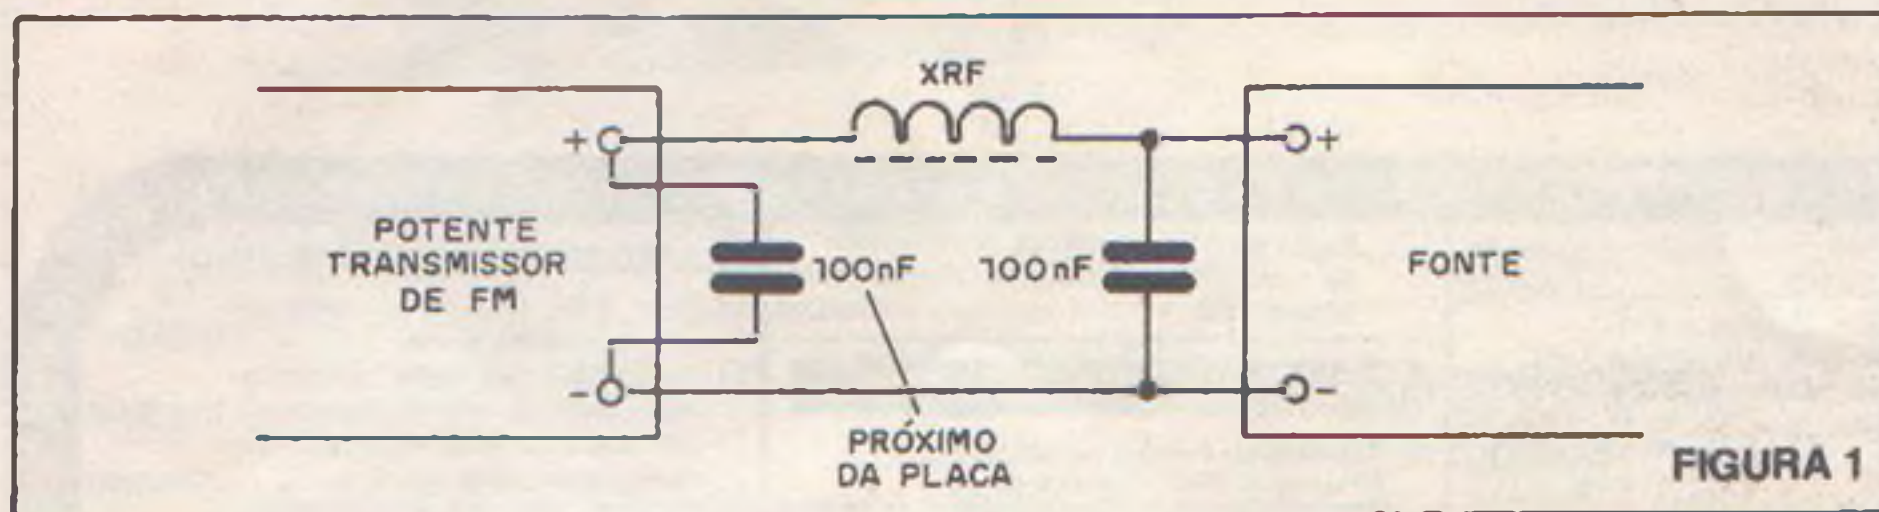 XRF
+
+
POTENTE
TRANSMISSOR
DE FM
100nF
100nF
FONTE
-
-
PRÓXIMO
DA PLACA
FIGURA 1